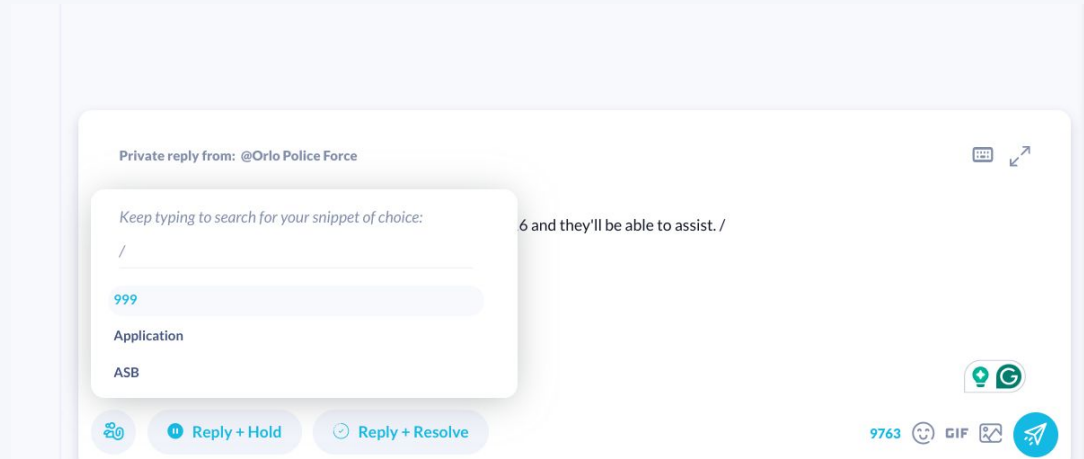 Private reply from: @Orlo Police Force
Keep typing to search for your snippet of choice:
6 and they'll be able to assist. /
/
999
Application
ASB
Reply + Hold
Reply + Resolve
9763
GIF